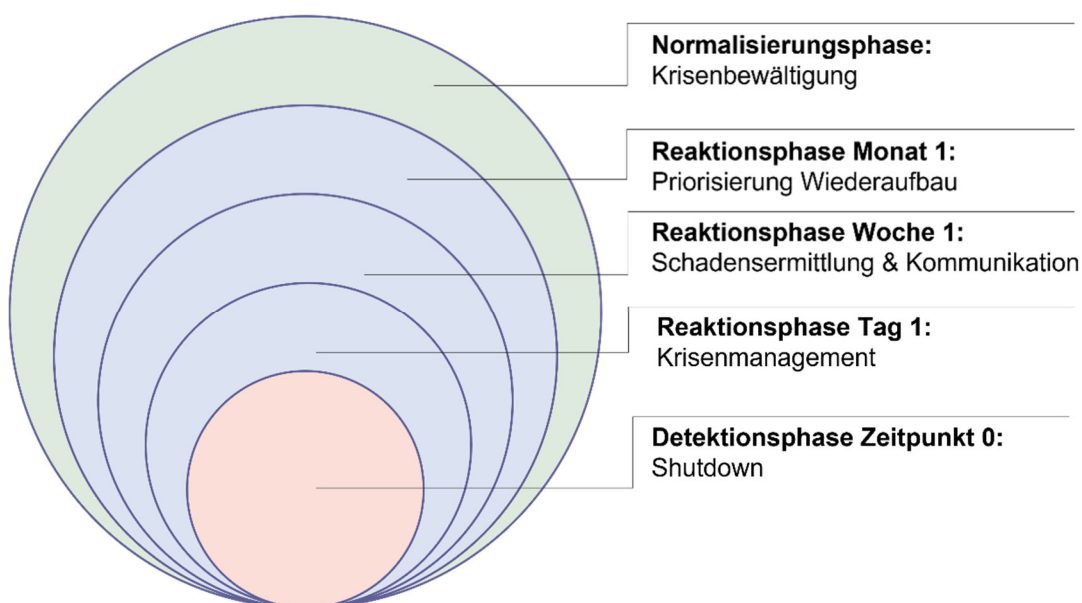 Normalisierungsphase:
Krisenbewältigung
Reaktionsphase Monat 1:
Priorisierung Wiederaufbau
Reaktionsphase Woche 1:
Schadensermittlung & Kommunikation
Reaktionsphase Tag 1:
Krisenmanagement
Detektionsphase Zeitpunkt 0:
Shutdown